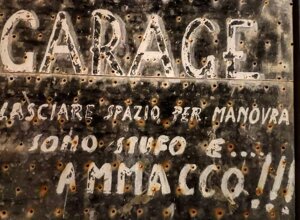 GARAGE
LASCIARE SPAZIO PER MANOVRA
SONO STUFO E....
AMMACCO!!!